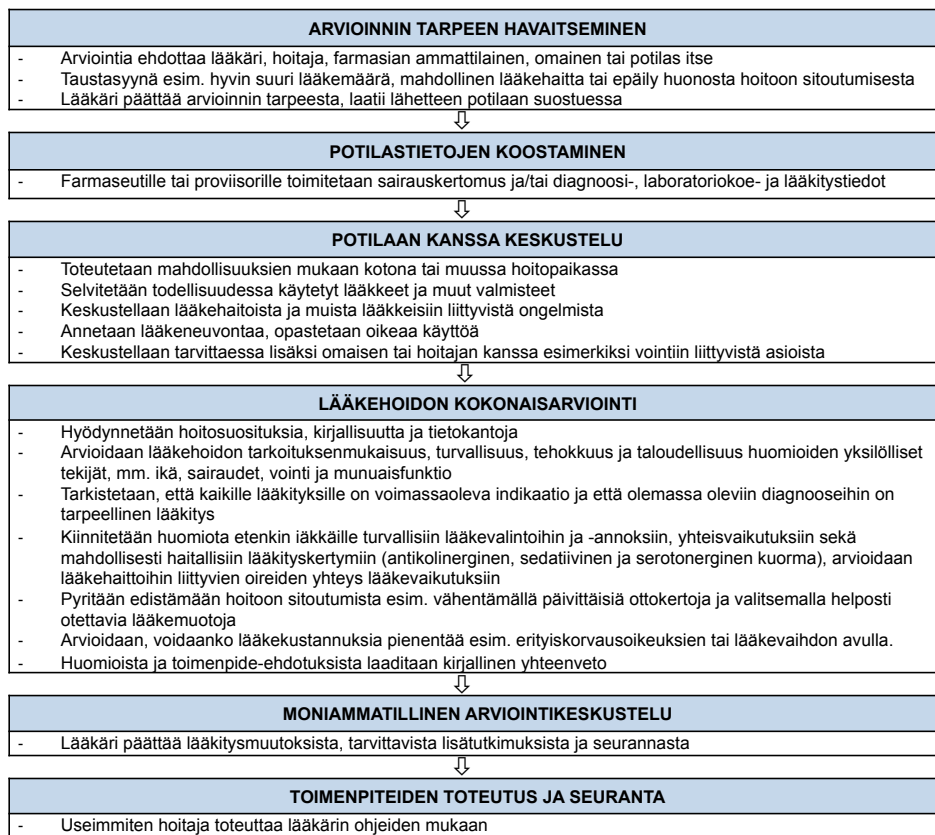 ARVIOINNIN TARPEEN HAVAITSEMINEN
- Arviointia ehdottaa lääkäri, hoitaja, farmasian ammattilainen, omainen tai potilas itse
- Taustasyynä esim. hyvin suuri lääkemäärä, mahdollinen lääkehaitta tai epäily huonosta hoitoon sitoutumisesta
- Lääkäri päättää arvioinnin tarpeesta, laatii lähetteen potilaan suostuessa
⇩
POTILASTIETOJEN KOOSTAMINEN
- Farmaseutille tai proviisorille toimitetaan sairauskertomus ja/tai diagnoosi-, laboratoriokoe- ja lääkitystiedot
⇩
POTILAAN KANSSA KESKUSTELU
- Toteutetaan mahdollisuuksien mukaan kotona tai muussa hoitopaikassa
- Selvitetään todellisuudessa käytetyt lääkkeet ja muut valmisteet
- Keskustellaan lääkehaitoista ja muista lääkkeisiin liittyvistä ongelmista
- Annetaan lääkeneuvontaa, opastetaan oikeaa käyttöä
- Keskustellaan tarvittaessa lisäksi omaisen tai hoitajan kanssa esimerkiksi vointiin liittyvistä asioista
⇩
LÄÄKEHOIDON KOKONAISARVIOINTI
- Hyödynnetään hoitosuosituksia, kirjallisuutta ja tietokantoja
- Arvioidaan lääkehoidon tarkoituksenmukaisuus, turvallisuus, tehokkuus ja taloudellisuus huomioiden yksilölliset
tekijät, mm. ikä, sairaudet, vointi ja munuaisfunktio
- Tarkistetaan, että kaikille lääkityksille on voimassaoleva indikaatio ja että olemassa oleviin diagnooseihin on
tarpeellinen lääkitys
- Kiinnitetään huomiota etenkin iäkkäille turvallisiin lääkevalintoihin ja -annoksiin, yhteisvaikutuksiin sekä
mahdollisesti haitallisiin lääkityskertymiin (antikolinerginen, sedatiivinen ja serotonerginen kuorma), arvioidaan
lääkehaittoihin liittyvien oireiden yhteys lääkevaikutuksiin
- Pyritään edistämään hoitoon sitoutumista esim. vähentämällä päivittäisiä ottokertoja ja valitsemalla helposti
otettavia lääkemuotoja
- Arvioidaan, voidaanko lääkekustannuksia pienentää esim. erityiskorvausoikeuksien tai lääkevaihdon avulla.
- Huomioista ja toimenpide-ehdotuksista laaditaan kirjallinen yhteenveto
⇩
MONIAMMATILLINEN ARVIOINTIKESKUSTELU
- Lääkäri päättää lääkitysmuutoksista, tarvittavista lisätutkimuksista ja seurannasta
⇩
TOIMENPITEIDEN TOTEUTUS JA SEURANTA
- Useimmiten hoitaja toteuttaa lääkärin ohjeiden mukaan